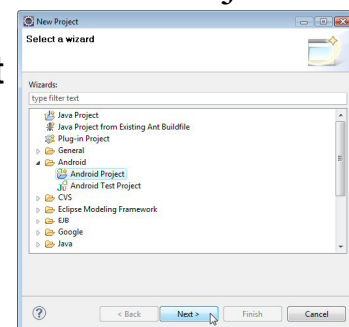 New Project
Select a wizard
Wizards:
type filter text
Java Project
Java Project from Existing Ant Buildfile
Plug-in Project
General
Android
Android Project
Android Test Project
CVS
Eclipse Modeling Framework
EJB
Google
Java
< Back Next > Finish Cancel